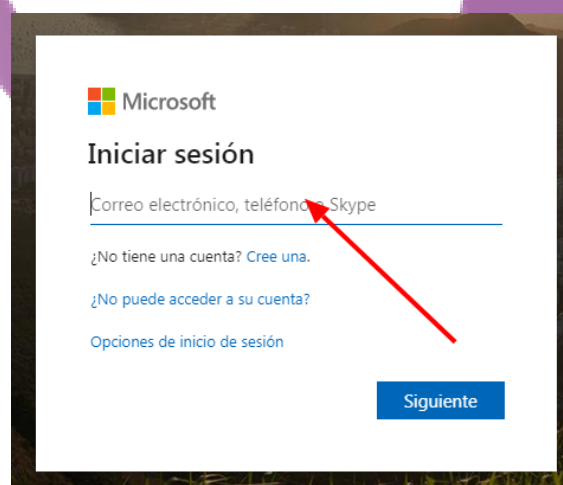 Microsoft
Iniciar sesión
Correo electrónico, teléfono o Skype
¿No tiene una cuenta? Cree una.
¿No puede acceder a su cuenta?
Opciones de inicio de sesión
Siguiente